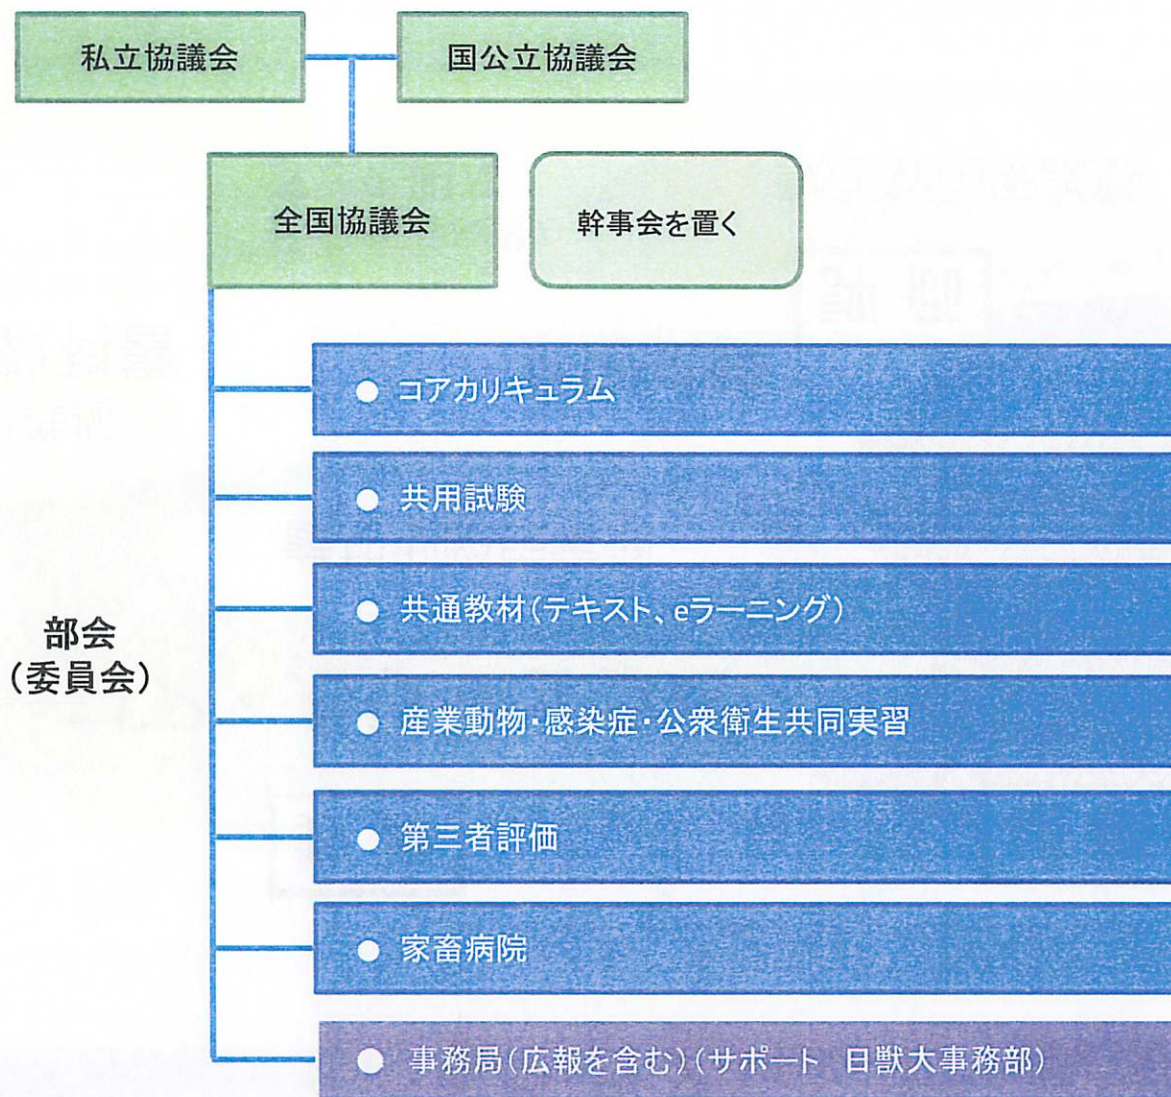 私立協議会
国公立協議会
全国協議会
幹事会を置く
● コアカリキュラム
● 共用試験
● 共通教材(テキスト、eラーニング)
部会
(委員会)
● 産業動物・感染症・公衆衛生共同実習
● 第三者評価
● 家畜病院
● 事務局(広報を含む)(サポート　日獣大事務部)